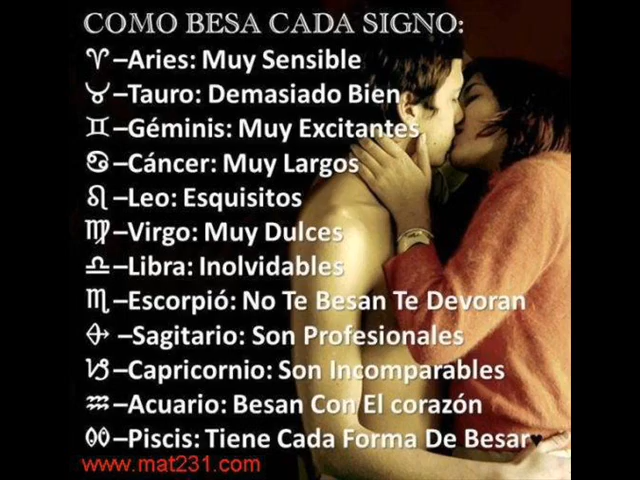 COMO BESA CADA SIGNO:
♈–Aries: Muy Sensible
♉–Tauro: Demasiado Bien
♊–Géminis: Muy Excitantes
♋–Cáncer: Muy Largos
♌–Leo: Esquisitos
♍–Virgo: Muy Dulces
♎–Libra: Inolvidables
♏–Escorpió: No Te Besan Te Devoran
♐–Sagitario: Son Profesionales
♑–Capricornio: Son Incomparables
♒–Acuario: Besan Con El corazón
♓–Piscis: Tiene Cada Forma De Besar♥
www.mat231.com